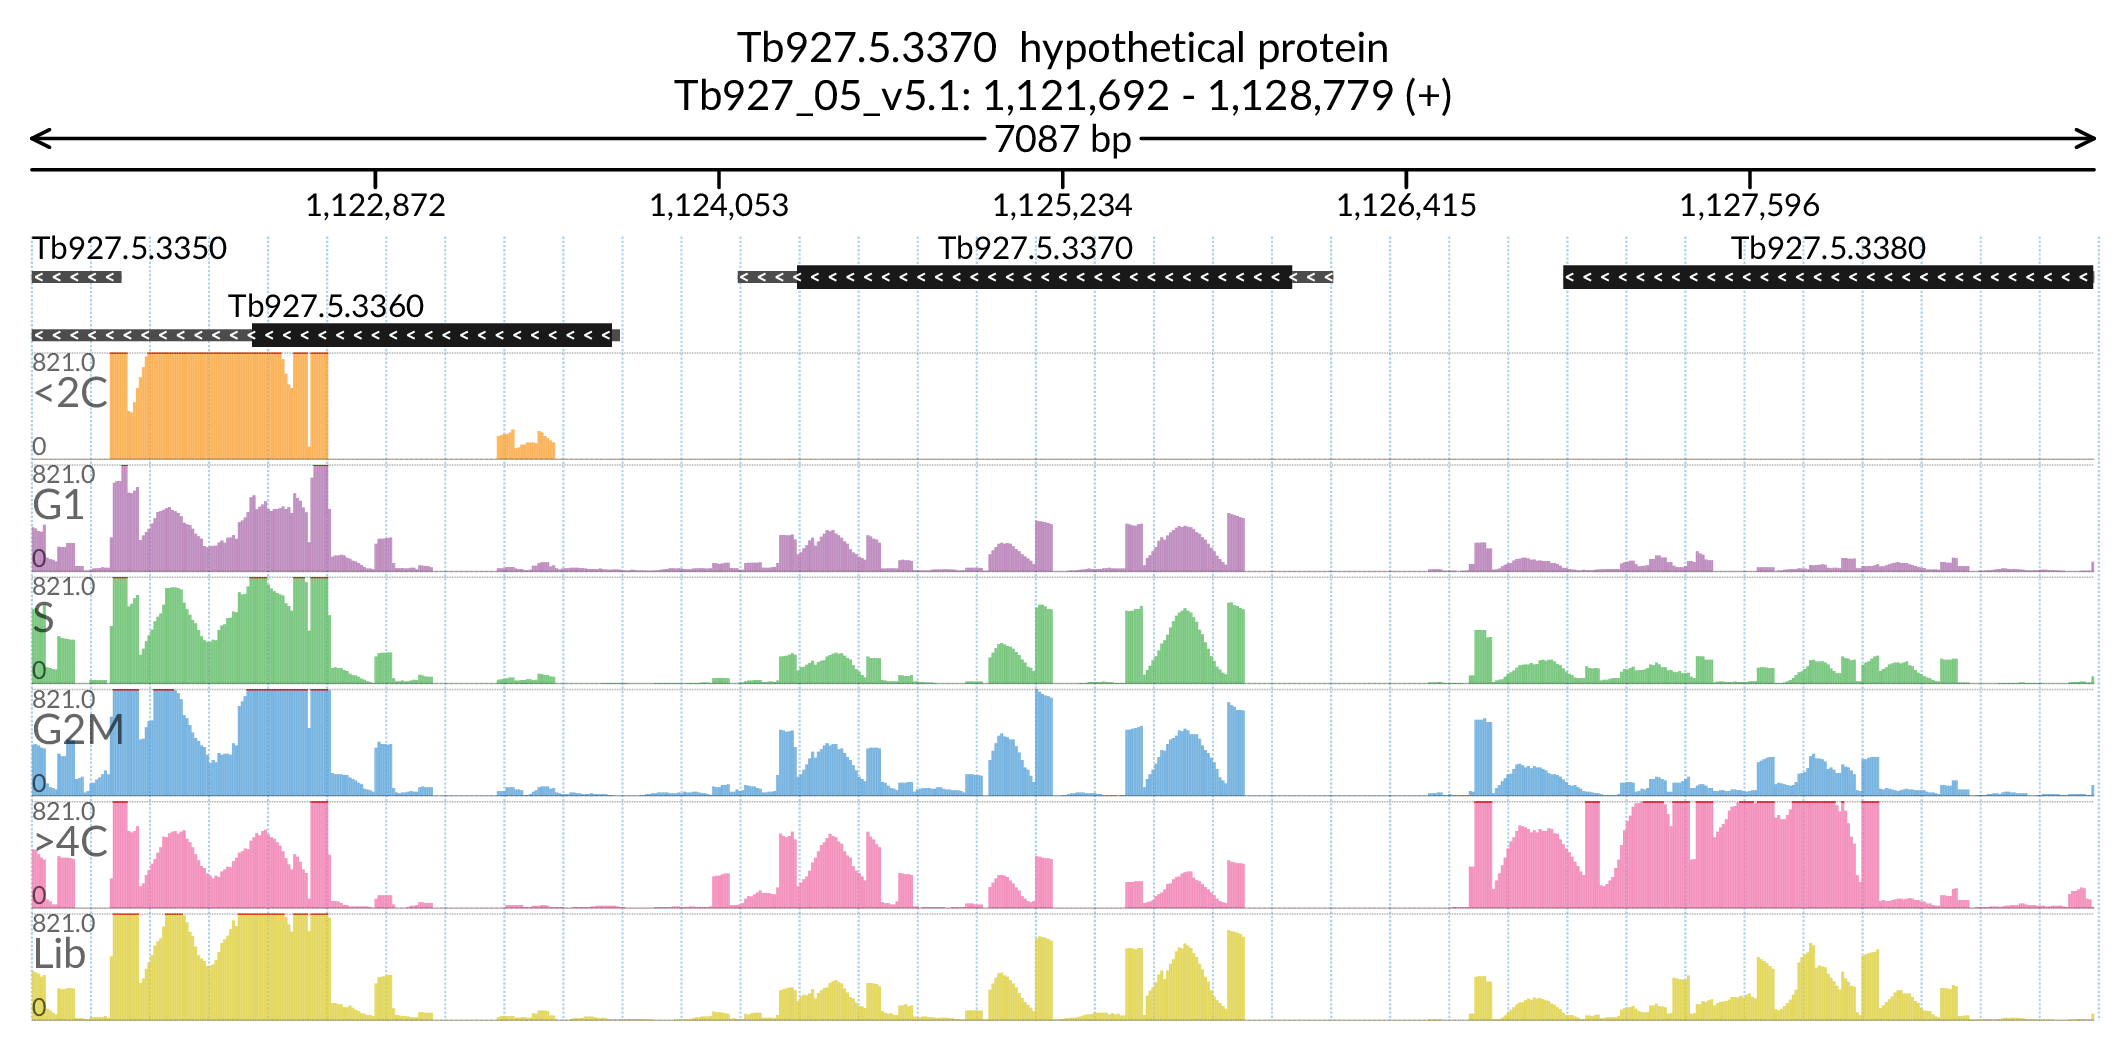 Tb927.5.3370  hypothetical protein
Tb927_05_v5.1: 1,121,692 - 1,128,779 (+)
7087 bp
1,122,872 1,124,053 1,125,234 1,126,415 1,127,596
Tb927.5.3350 Tb927.5.3370 Tb927.5.3380
Tb927.5.3360
821.0
<2C
0
821.0
G1
0
821.0
S
0
821.0
G2M
0
821.0
>4C
0
821.0
Lib
0